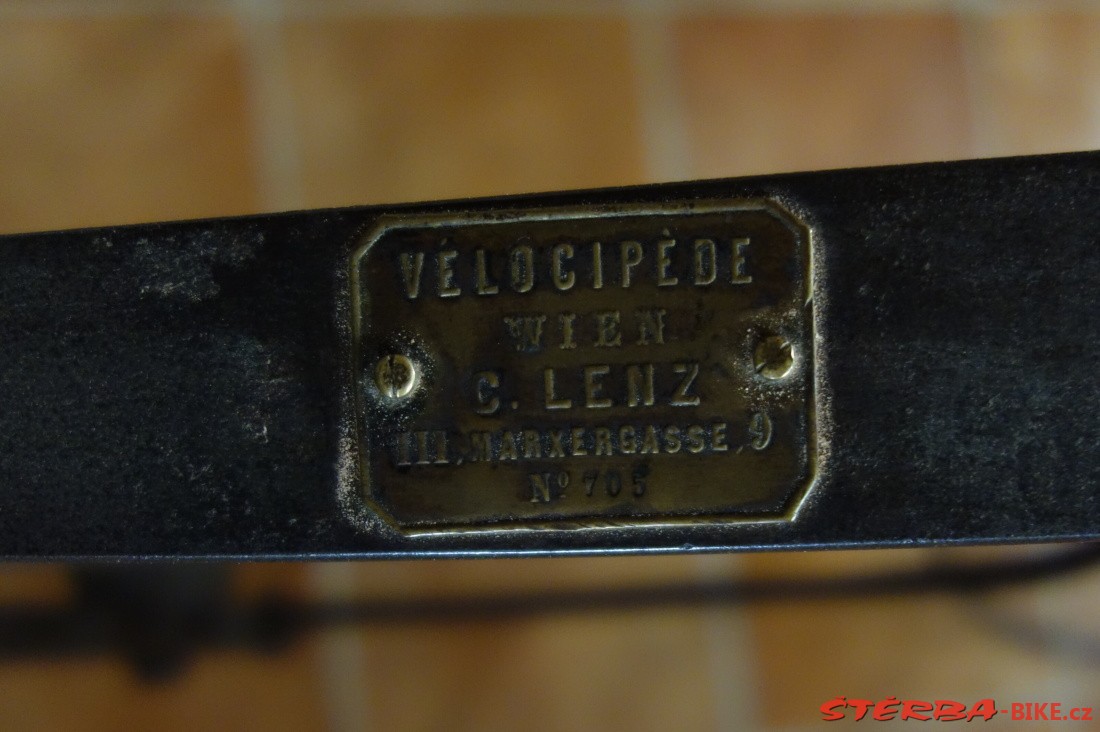 VÉLOCIPÈDE
WIEN
C. LENZ
III, MARXERGASSE, 9
Nº 705
ŠTĚRBA-BIKE.cz